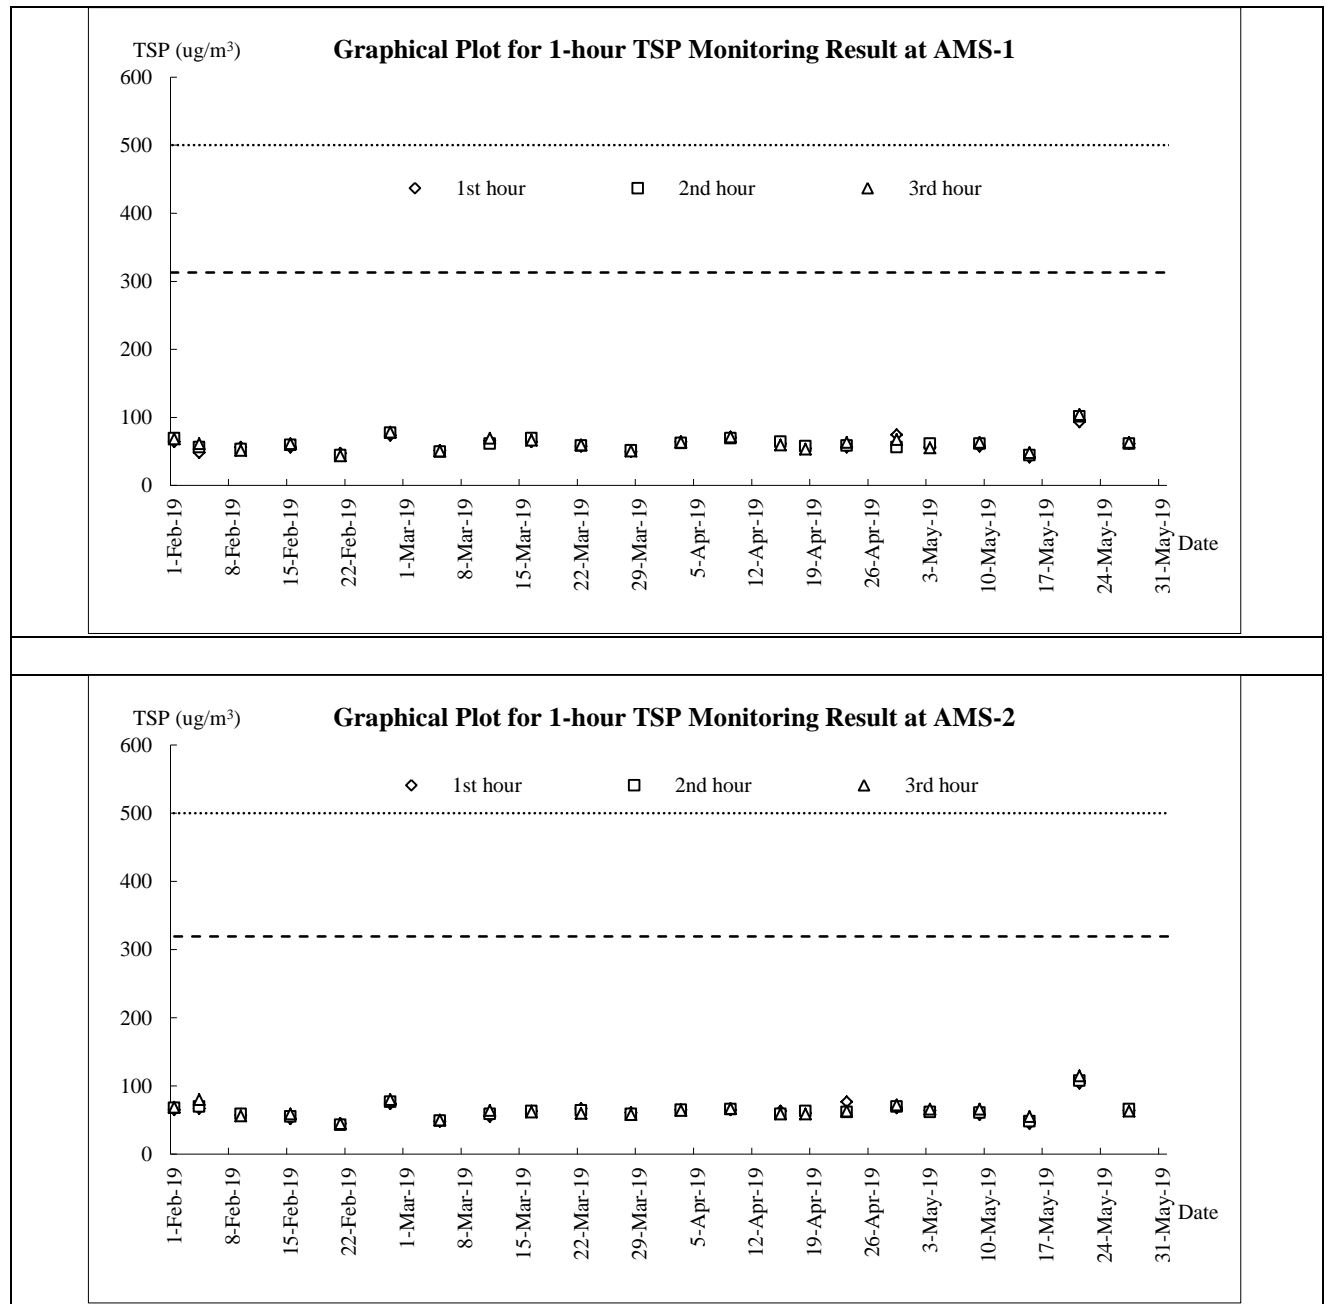 TSP (ug/m³) Graphical Plot for 1-hour TSP Monitoring Result at AMS-1
600
500
1st hour 2nd hour 3rd hour
400
300
200
100
0
1-Feb-19 8-Feb-19 15-Feb-19 22-Feb-19 1-Mar-19 8-Mar-19 15-Mar-19 22-Mar-19 29-Mar-19 5-Apr-19 12-Apr-19 19-Apr-19 26-Apr-19 3-May-19 10-May-19 17-May-19 24-May-19 31-May-19 Date
TSP (ug/m³) Graphical Plot for 1-hour TSP Monitoring Result at AMS-2
600
1st hour 2nd hour 3rd hour
500
400
300
200
100
0
1-Feb-19 8-Feb-19 15-Feb-19 22-Feb-19 1-Mar-19 8-Mar-19 15-Mar-19 22-Mar-19 29-Mar-19 5-Apr-19 12-Apr-19 19-Apr-19 26-Apr-19 3-May-19 10-May-19 17-May-19 24-May-19 31-May-19 Date